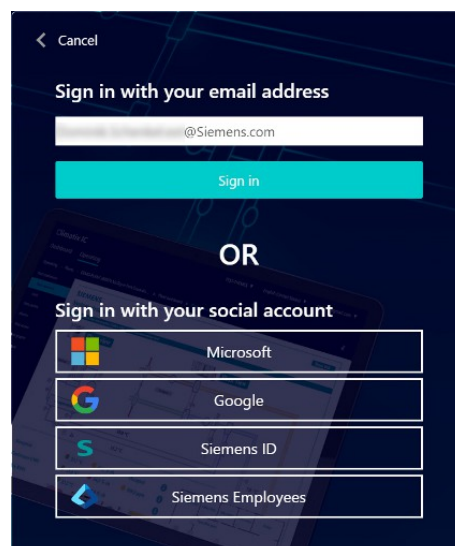 Cancel
Sign in with your email address
@Siemens.com
Sign in
OR
Sign in with your social account
Microsoft
Google
Siemens ID
Siemens Employees